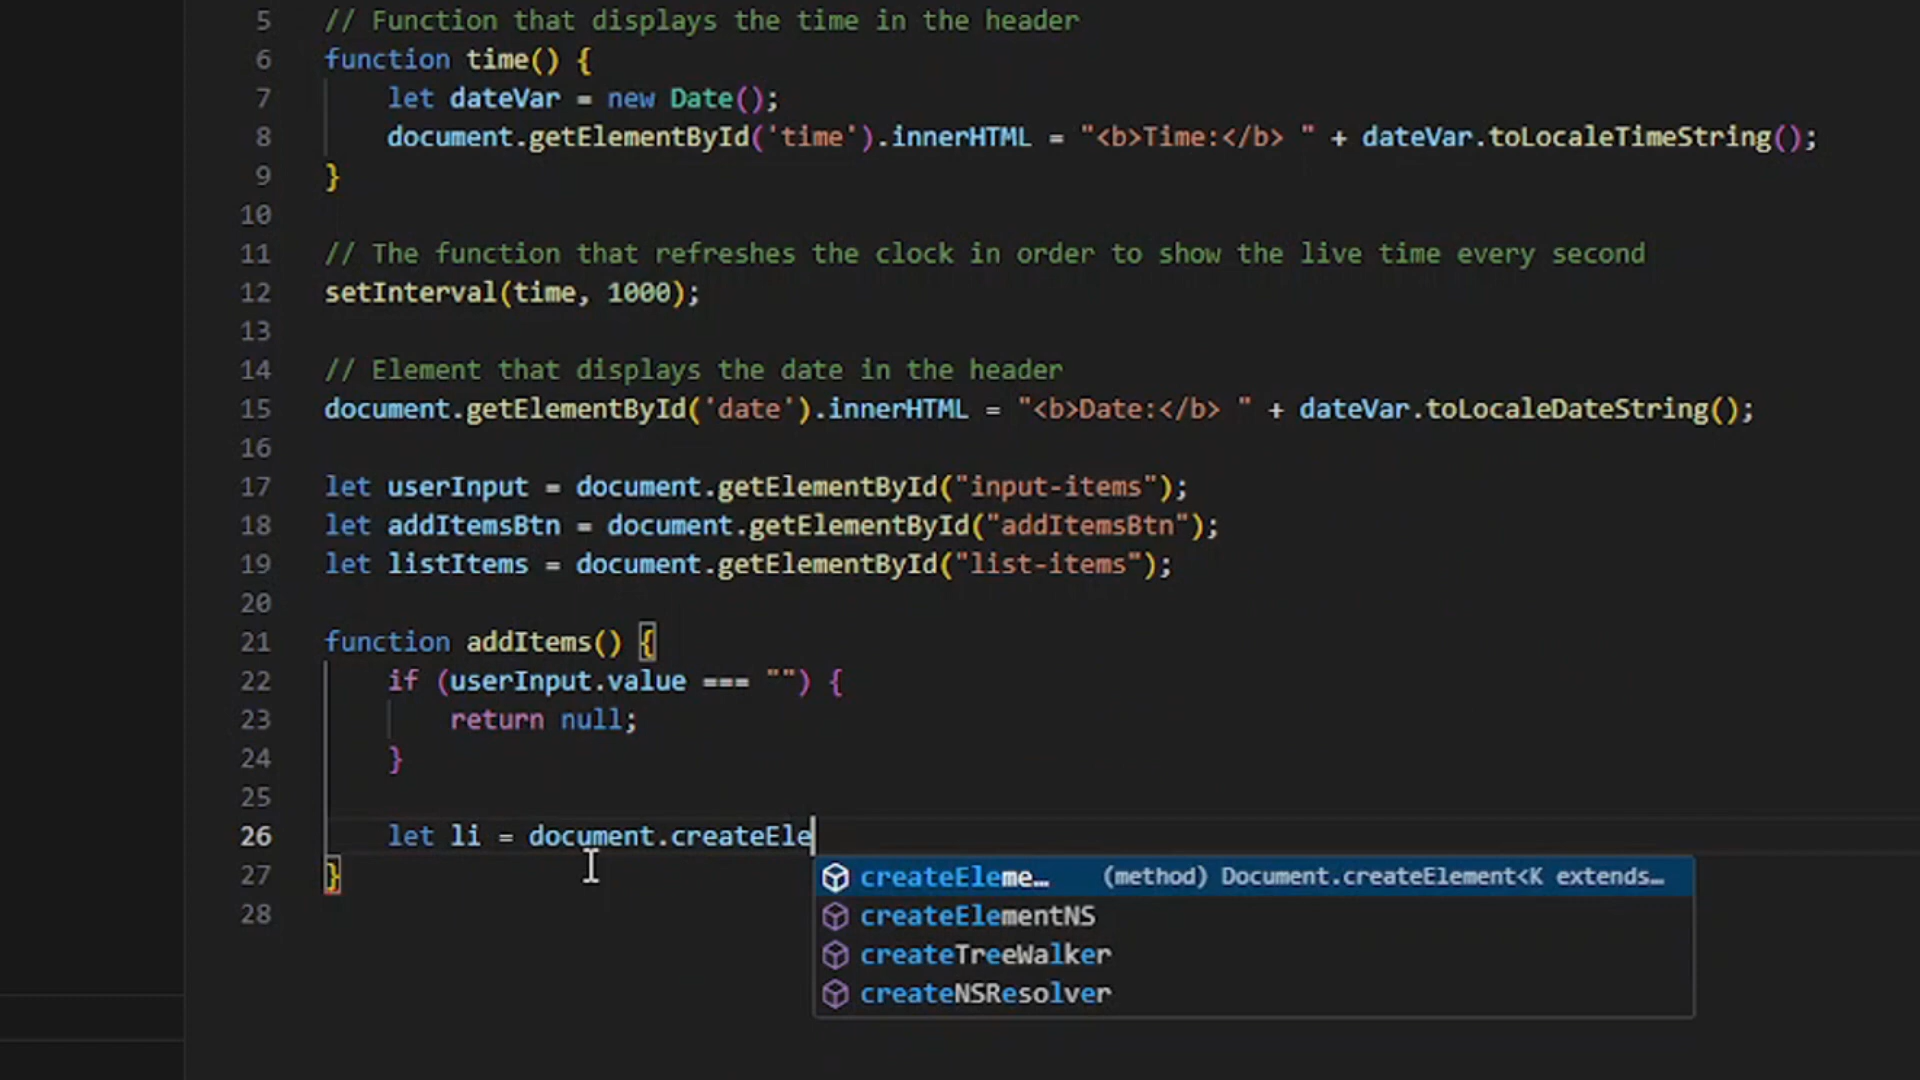 5 // Function that displays the time in the header
6 function time() {
7 let dateVar = new Date();
8 document.getElementById('time').innerHTML = "<b>Time:</b> " + dateVar.toLocaleTimeString();
9 }
10
11 // The function that refreshes the clock in order to show the live time every second
12 setInterval(time, 1000);
13
14 // Element that displays the date in the header
15 document.getElementById('date').innerHTML = "<b>Date:</b> " + dateVar.toLocaleDateString();
16
17 let userInput = document.getElementById("input-items");
18 let addItemsBtn = document.getElementById("addItemsBtn");
19 let listItems = document.getElementById("list-items");
20
21 function addItems() {
22 if (userInput.value === "") {
23 return null;
24 }
25
26 let li = document.createEle
27 }
createEleme… (method) Document.createElement<K extends…
28
createElementNS
createTreeWalker
createNSResolver